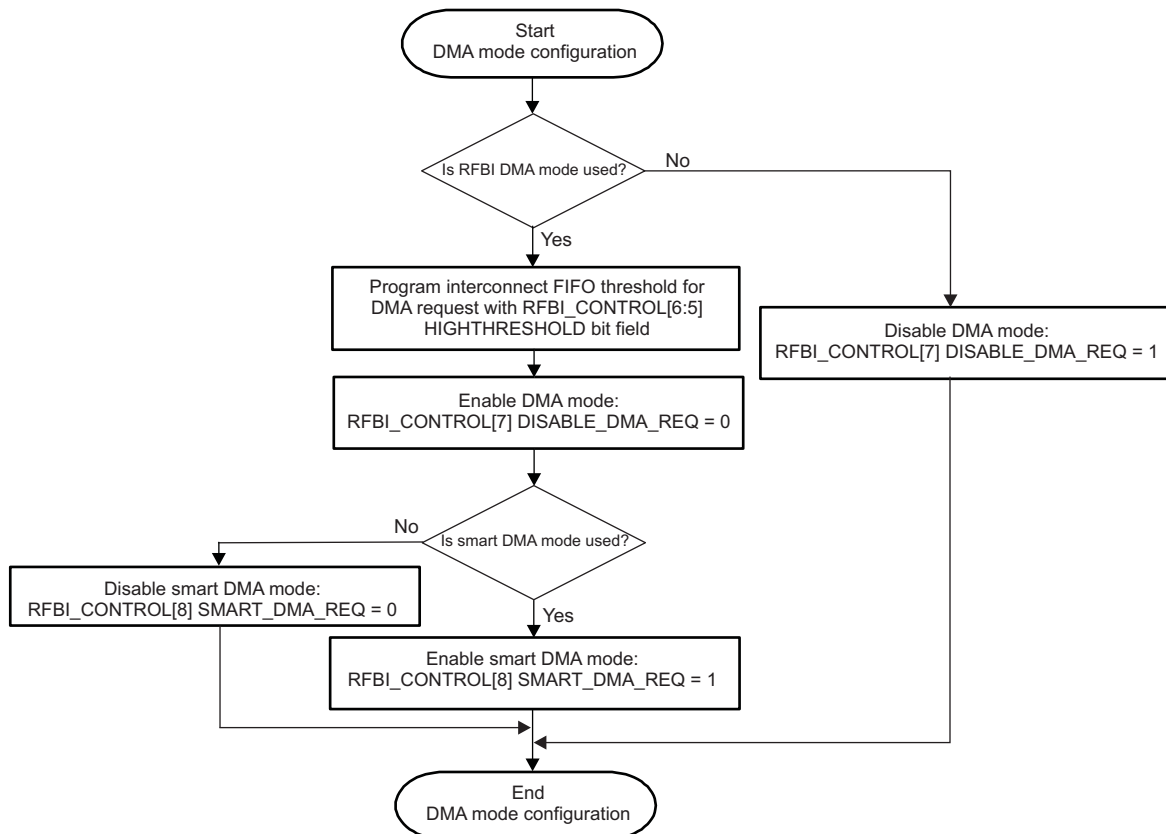 Start
DMA mode configuration
Is RFBI DMA mode used?
No
Yes
Program interconnect FIFO threshold for
DMA request with RFBI_CONTROL[6:5]
HIGHTHRESHOLD bit field
Disable DMA mode:
RFBI_CONTROL[7] DISABLE_DMA_REQ = 1
Enable DMA mode:
RFBI_CONTROL[7] DISABLE_DMA_REQ = 0
No
Is smart DMA mode used?
Disable smart DMA mode:
RFBI_CONTROL[8] SMART_DMA_REQ = 0
Yes
Enable smart DMA mode:
RFBI_CONTROL[8] SMART_DMA_REQ = 1
End
DMA mode configuration